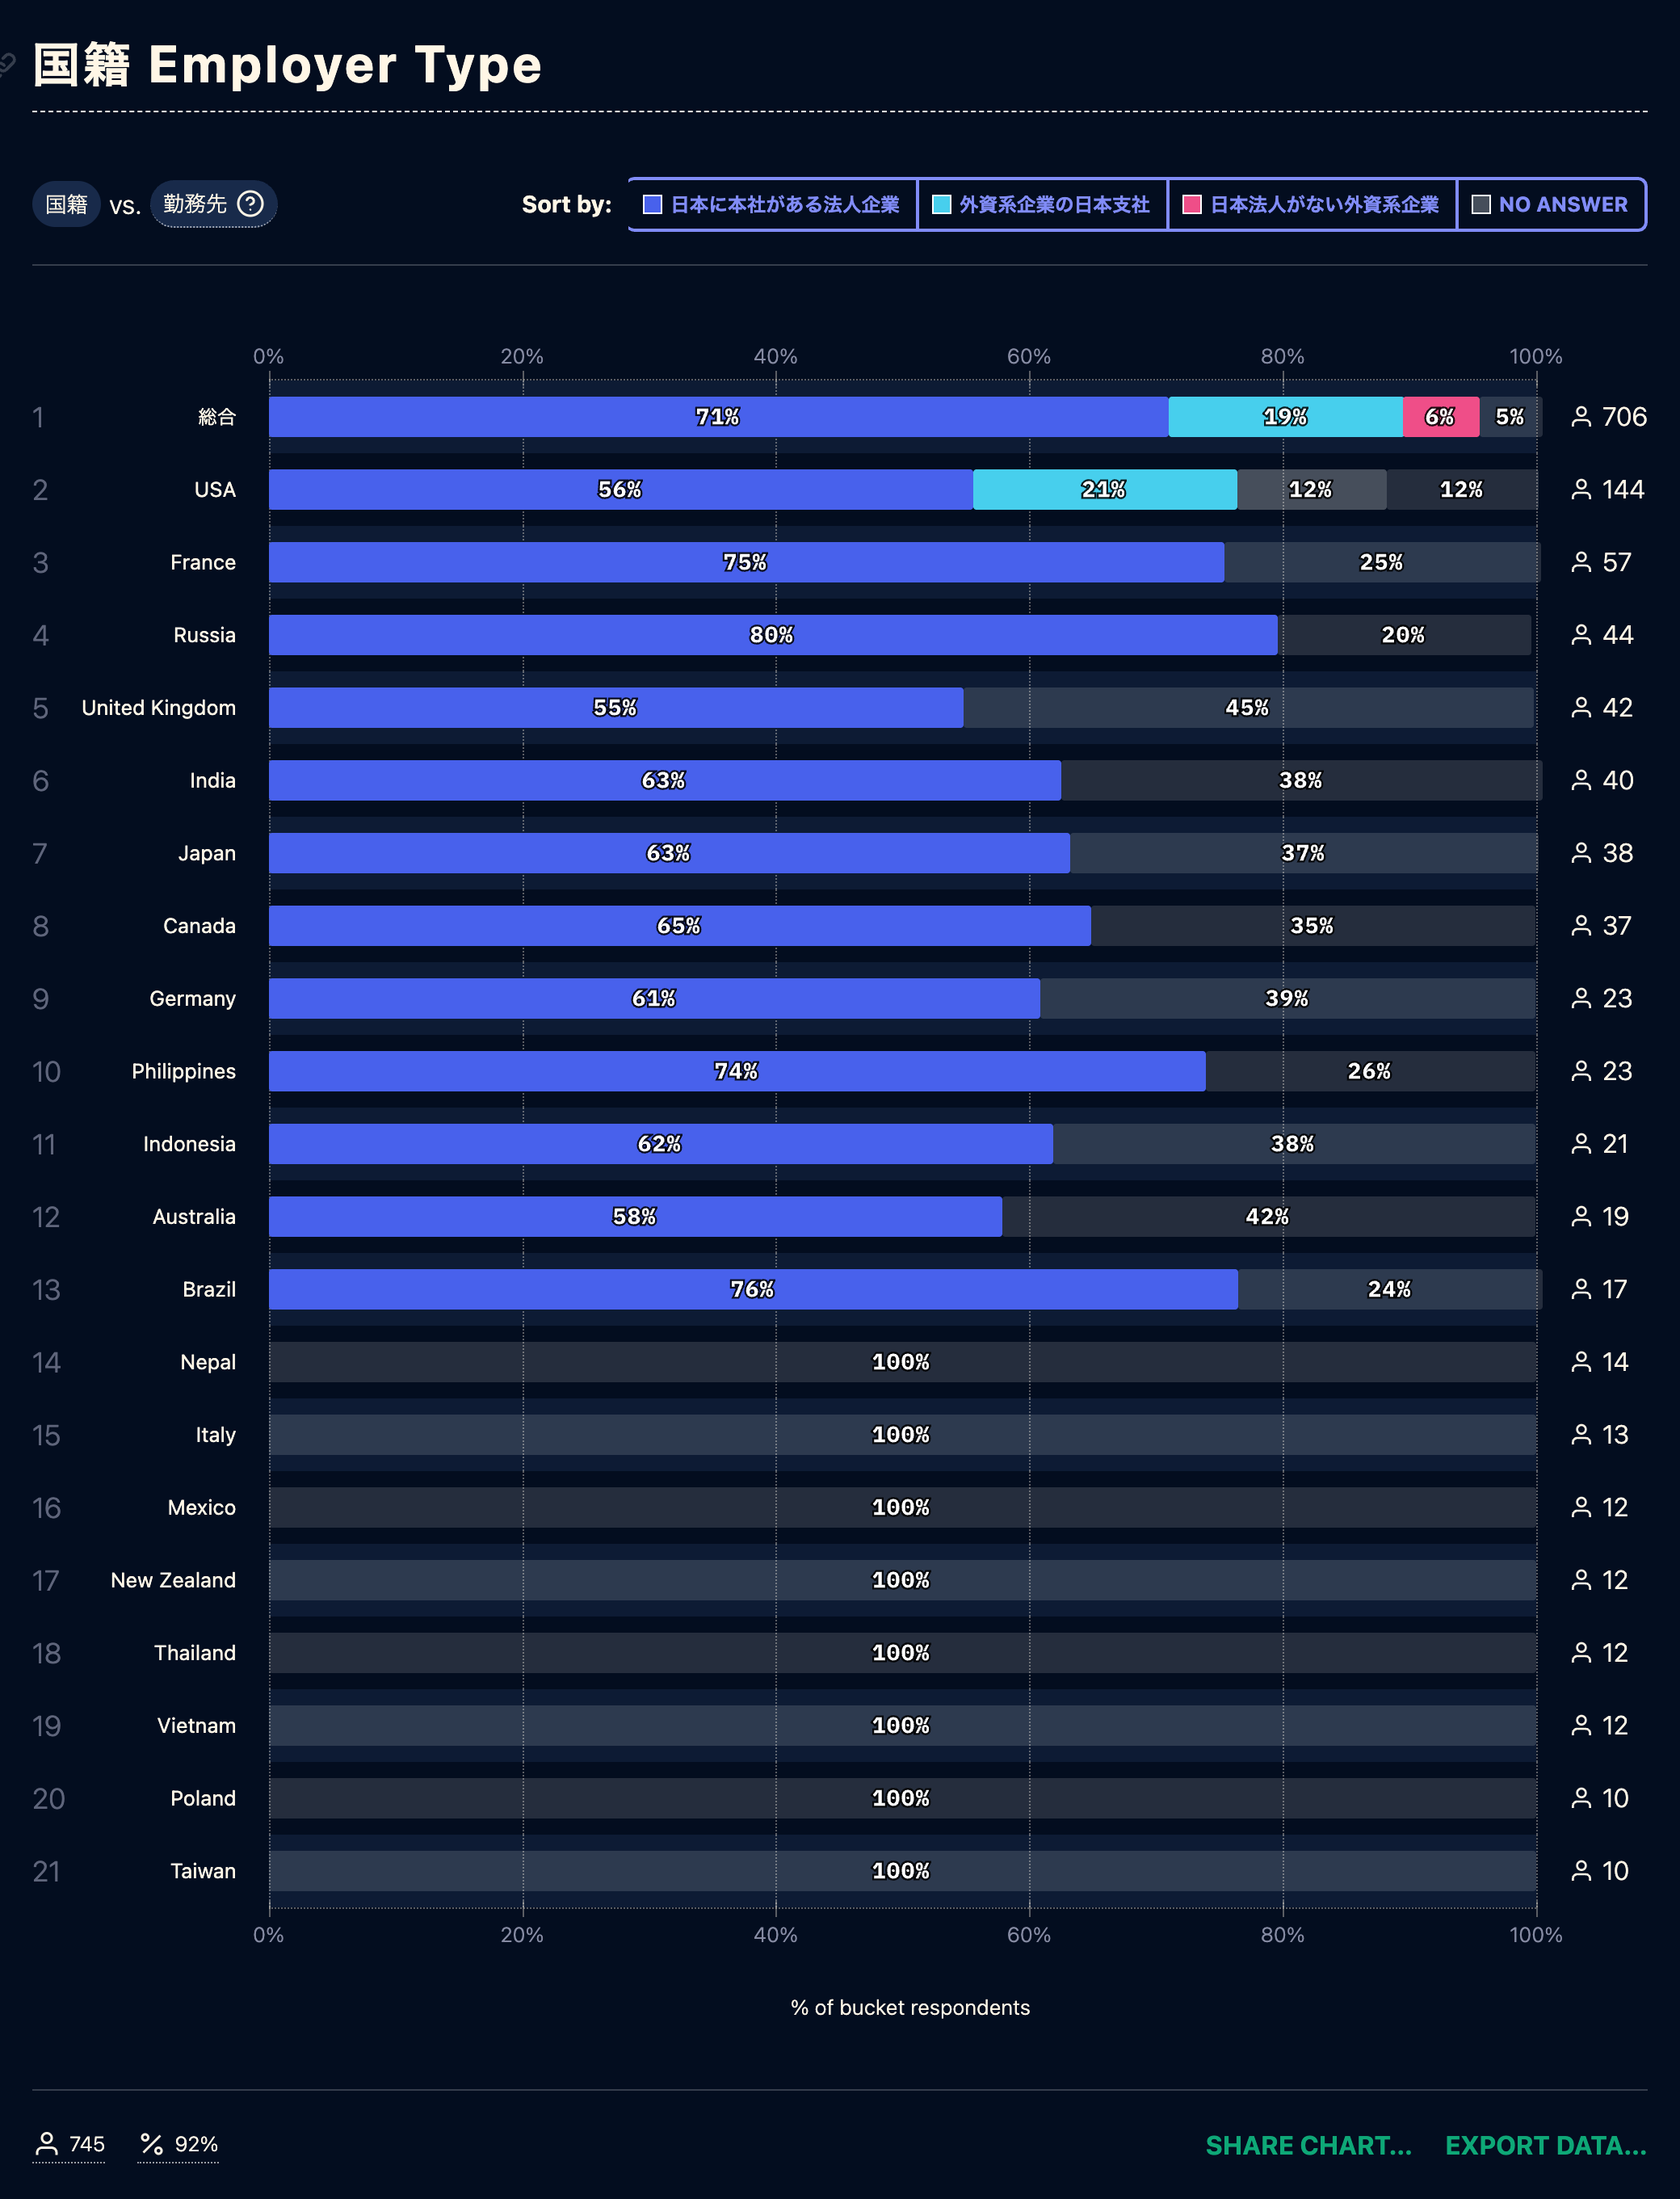 国籍 Employer Type
国籍 vs. 勤務先 ?
Sort by: 日本に本社がある法人企業 外資系企業の日本支社 日本法人がない外資系企業 NO ANSWER
0% 20% 40% 60% 80% 100%
1 総合 71% 19% 6% 5% 706
2 USA 56% 21% 12% 12% 144
3 France 75% 25% 57
4 Russia 80% 20% 44
5 United Kingdom 55% 45% 42
6 India 63% 38% 40
7 Japan 63% 37% 38
8 Canada 65% 35% 37
9 Germany 61% 39% 23
10 Philippines 74% 26% 23
11 Indonesia 62% 38% 21
12 Australia 58% 42% 19
13 Brazil 76% 24% 17
14 Nepal 100% 14
15 Italy 100% 13
16 Mexico 100% 12
17 New Zealand 100% 12
18 Thailand 100% 12
19 Vietnam 100% 12
20 Poland 100% 10
21 Taiwan 100% 10
0% 20% 40% 60% 80% 100%
% of bucket respondents
745 % 92% SHARE CHART... EXPORT DATA...